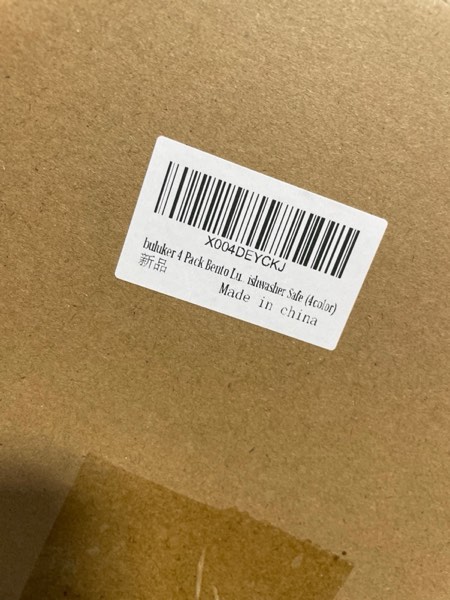 X004DEYCKJ
buluker 4 Pack Bento Lu.. ishwasher Safe (4color)
新品
Made in china